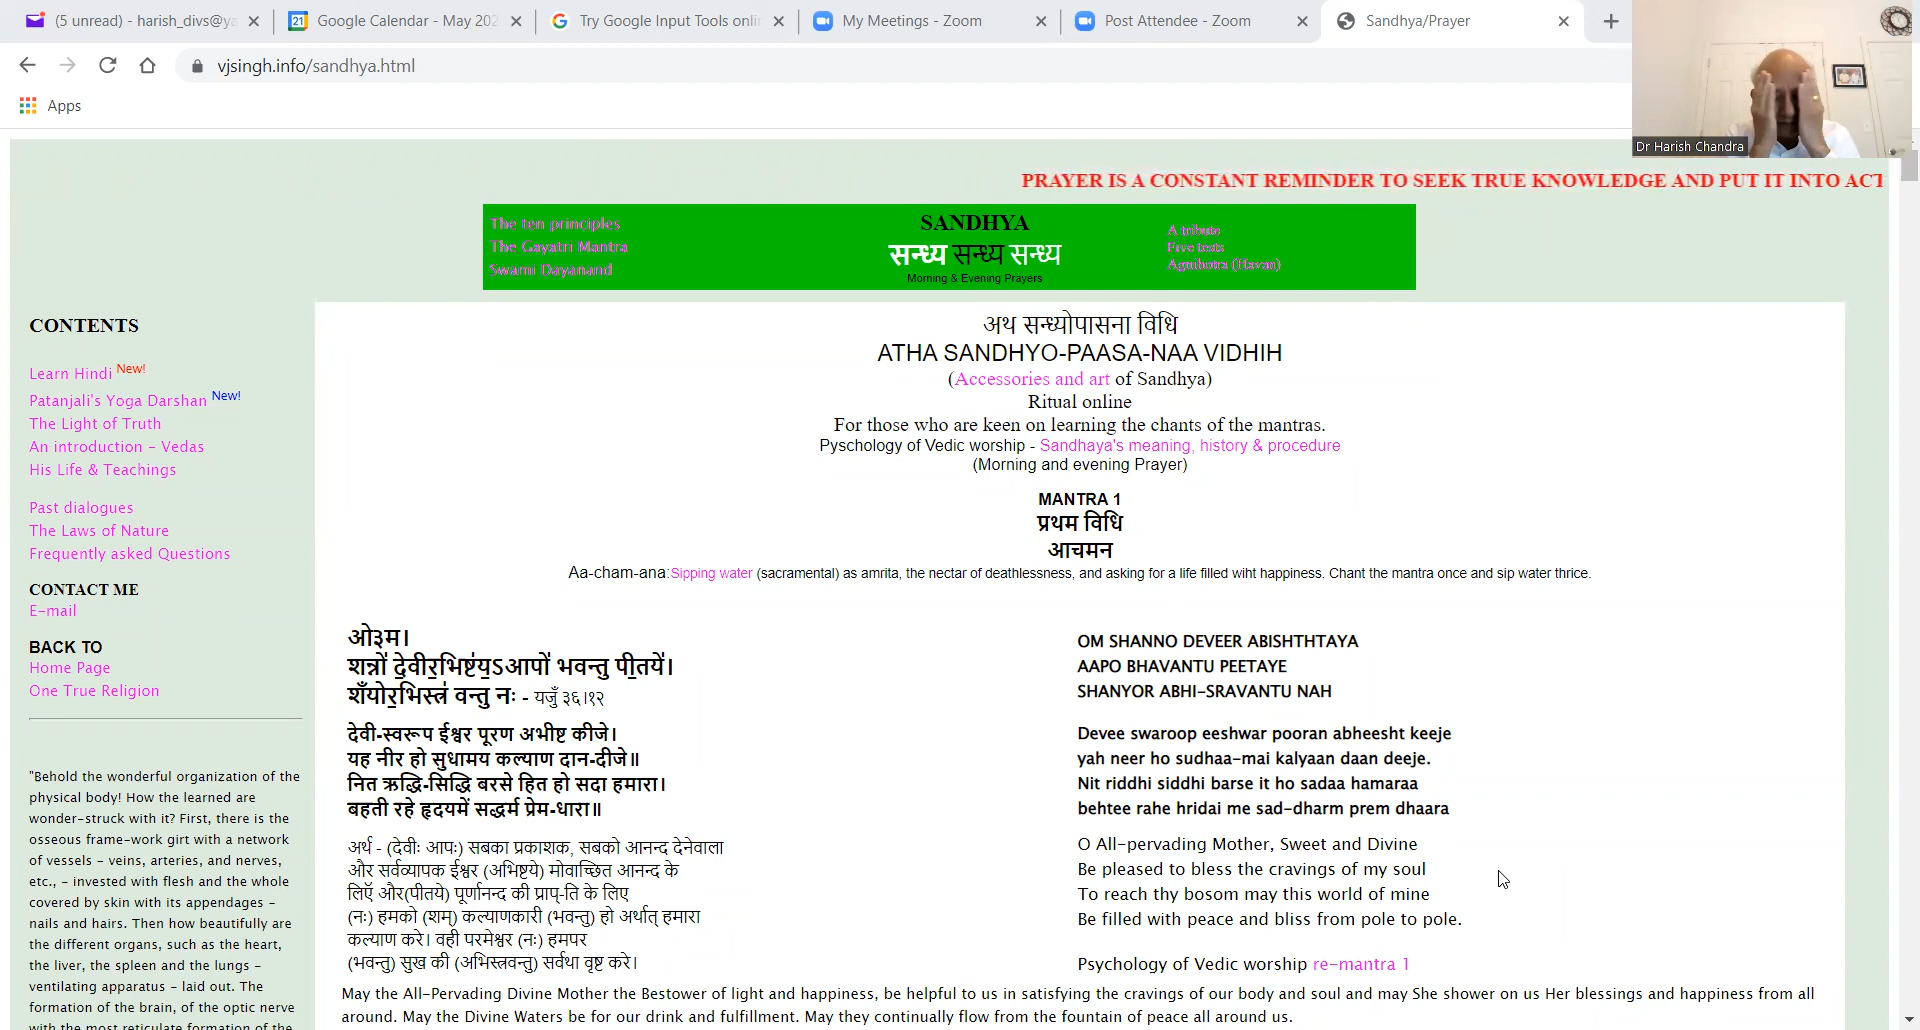 (5 unread) - harish_divs@ya
Google Calendar - May 202
Try Google Input Tools onli
My Meetings - Zoom
Post Attendee - Zoom
Sandhya/Prayer
vjsingh.info/sandhya.html
Apps
Dr Harish Chandra
PRAYER IS A CONSTANT REMINDER TO SEEK TRUE KNOWLEDGE AND PUT IT INTO ACT
The ten principles
The Gayatri Mantra
Swami Dayanand
SANDHYA
सन्ध्य सन्ध्य सन्ध्य
Morning & Evening Prayers
A tribute
Five tests
Agnihotra (Havan)
CONTENTS
Learn Hindi New!
Patanjali's Yoga Darshan New!
The Light of Truth
An introduction - Vedas
His Life & Teachings
Past dialogues
The Laws of Nature
Frequently asked Questions
CONTACT ME
E-mail
BACK TO
Home Page
One True Religion
"Behold the wonderful organization of the
physical body! How the learned are
wonder-struck with it? First, there is the
osseous frame-work girt with a network
of vessels - veins, arteries, and nerves,
etc., - invested with flesh and the whole
covered by skin with its appendages -
nails and hairs. Then how beautifully are
the different organs, such as the heart,
the liver, the spleen and the lungs -
ventilating apparatus - laid out. The
formation of the brain, of the optic nerve
with the most reticulate formation of the
अथ सन्ध्योपासना विधि
ATHA SANDHYO-PAASA-NAA VIDHIH
(Accessories and art of Sandhya)
Ritual online
For those who are keen on learning the chants of the mantras.
Pyschology of Vedic worship - Sandhaya's meaning, history & procedure
(Morning and evening Prayer)
MANTRA 1
प्रथम विधि
आचमन
Aa-cham-ana:Sipping water (sacramental) as amrita, the nectar of deathlessness, and asking for a life filled wiht happiness. Chant the mantra once and sip water thrice.
ओ३म।
शन्नो॑ दे॒वीर॒भिष्ट॑य॒ऽआपो॑ भवन्तु पी॒तये॑।
शँयोर॒भिस्त्र॑ वन्तु नः - यजुँ ३६।१२
देवी-स्वरूप ईश्वर पूरण अभीष्ट कीजे।
यह नीर हो सुधामय कल्याण दान-दीजे॥
नित ऋद्धि-सिद्धि बरसे हित हो सदा हमारा।
बहती रहे हृदयमें सद्धर्म प्रेम-धारा॥
अर्थ - (देवीः आपः) सबका प्रकाशक, सबको आनन्द देनेवाला
और सर्वव्यापक ईश्वर (अभिष्टये) मोवाच्छित आनन्द के
लिएँ और(पीतये) पूर्णानन्द की प्राप्-ति के लिए
(नः) हमको (शम्) कल्याणकारी (भवन्तु) हो अर्थात् हमारा
कल्याण करे। वही परमेश्वर (नः) हमपर
(भवन्तु) सुख की (अभिस्त्रवन्तु) सर्वथा वृष्ट करे।
OM SHANNO DEVEER ABISHTHTAYA
AAPO BHAVANTU PEETAYE
SHANYOR ABHI-SRAVANTU NAH
Devee swaroop eeshwar pooran abheesht keeje
yah neer ho sudhaa-mai kalyaan daan deeje.
Nit riddhi siddhi barse it ho sadaa hamaraa
behtee rahe hridai me sad-dharm prem dhaara
O All-pervading Mother, Sweet and Divine
Be pleased to bless the cravings of my soul
To reach thy bosom may this world of mine
Be filled with peace and bliss from pole to pole.
Psychology of Vedic worship re-mantra 1
May the All-Pervading Divine Mother the Bestower of light and happiness, be helpful to us in satisfying the cravings of our body and soul and may She shower on us Her blessings and happiness from all
around. May the Divine Waters be for our drink and fulfillment. May they continually flow from the fountain of peace all around us.